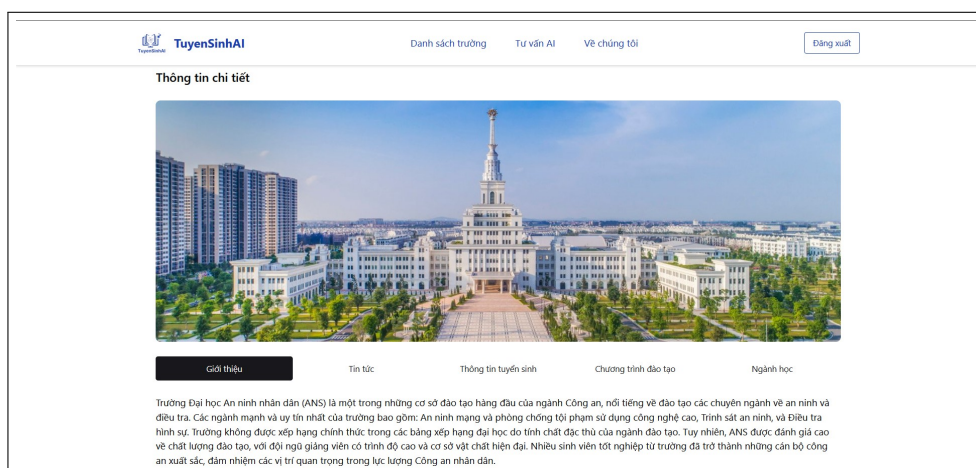 TuyenSinhAI
TuyenSinhAI
Danh sách trường
Tư vấn AI
Về chúng tôi
Đăng xuất
Thông tin chi tiết
Giới thiệu
Tin tức
Thông tin tuyển sinh
Chương trình đào tạo
Ngành học
Trường Đại học An ninh nhân dân (ANS) là một trong những cơ sở đào tạo hàng đầu của ngành Công an, nổi tiếng về đào tạo các chuyên ngành về an ninh và
điều tra. Các ngành mạnh và uy tín nhất của trường bao gồm: An ninh mạng và phòng chống tội phạm sử dụng công nghệ cao, Trinh sát an ninh, và Điều tra
hình sự. Trường không được xếp hạng chính thức trong các bảng xếp hạng đại học do tính chất đặc thù của ngành đào tạo. Tuy nhiên, ANS được đánh giá cao
về chất lượng đào tạo, với đội ngũ giảng viên có trình độ cao và cơ sở vật chất hiện đại. Nhiều sinh viên tốt nghiệp từ trường đã trở thành những cán bộ công
an xuất sắc, đảm nhiệm các vị trí quan trọng trong lực lượng Công an nhân dân.